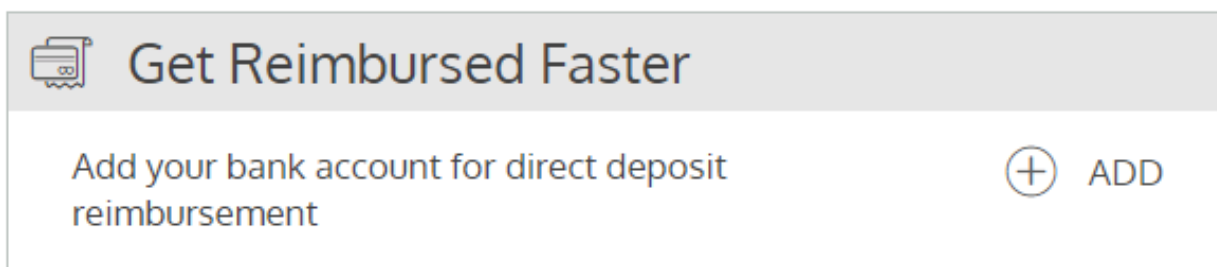 Get Reimbursed Faster
Add your bank account for direct deposit
reimbursement
ADD